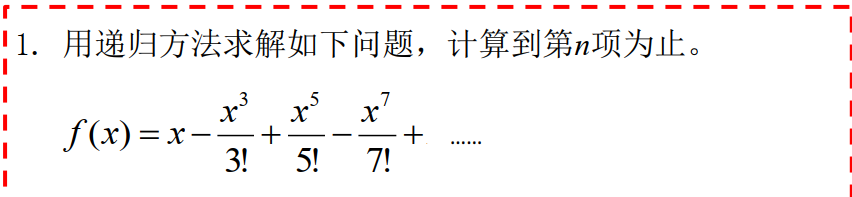 1. 用递归方法求解如下问题，计算到第n项为止。
f(x) = x − x³/3! + x⁵/5! − x⁷/7! + ……